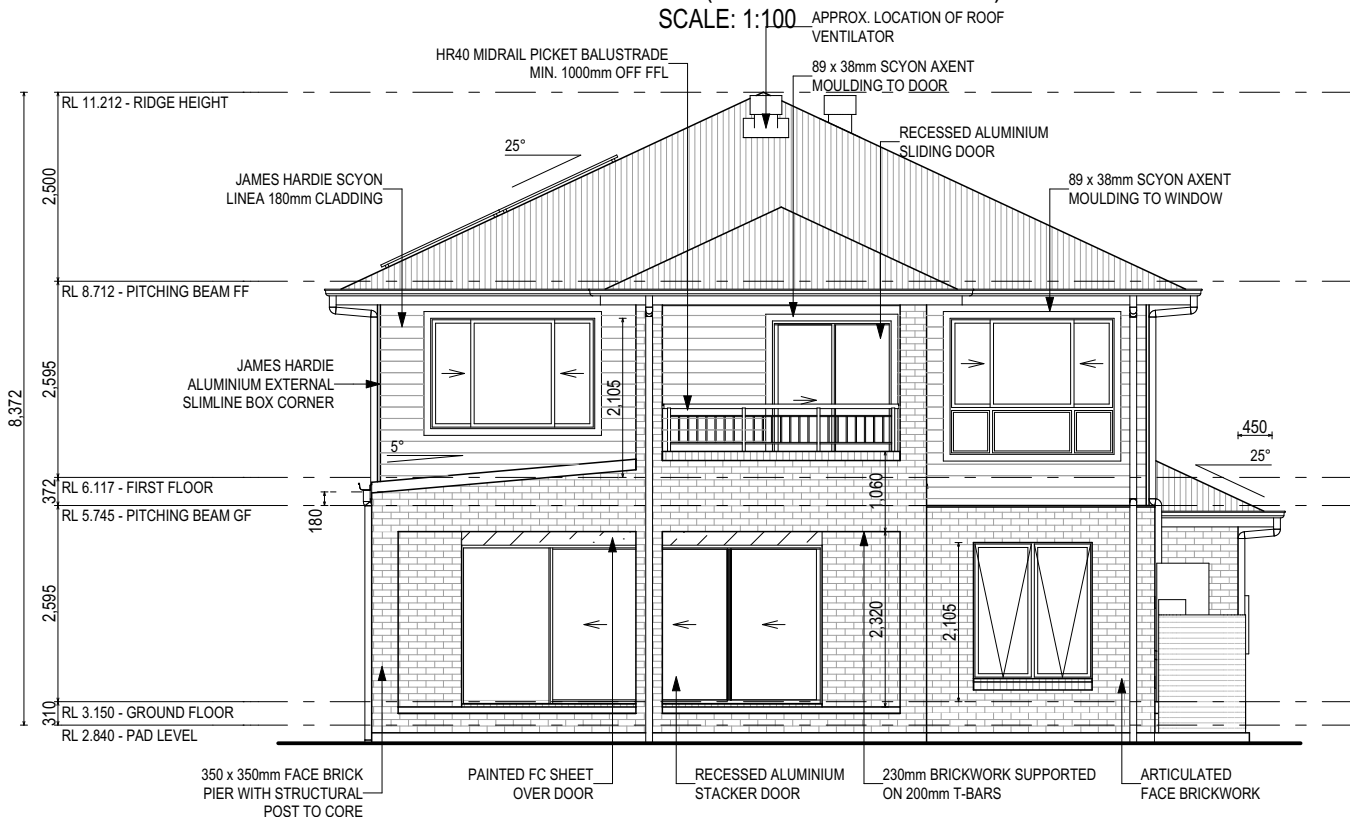 SCALE: 1:100
APPROX. LOCATION OF ROOF
VENTILATOR
HR40 MIDRAIL PICKET BALUSTRADE
MIN. 1000mm OFF FFL
89 x 38mm SCYON AXENT
MOULDING TO DOOR
RL 11.212 - RIDGE HEIGHT
RECESSED ALUMINIUM
SLIDING DOOR
25°
JAMES HARDIE SCYON
LINEA 180mm CLADDING
89 x 38mm SCYON AXENT
MOULDING TO WINDOW
2,500
RL 8.712 - PITCHING BEAM FF
JAMES HARDIE
ALUMINIUM EXTERNAL
SLIMLINE BOX CORNER
2,595
8,372
2,105
450
5°
25°
RL 6.117 - FIRST FLOOR
372
1,060
180
RL 5.745 - PITCHING BEAM GF
2,595
2,320
2,105
RL 3.150 - GROUND FLOOR
310
RL 2.840 - PAD LEVEL
350 x 350mm FACE BRICK
PIER WITH STRUCTURAL
POST TO CORE
PAINTED FC SHEET
OVER DOOR
RECESSED ALUMINIUM
STACKER DOOR
230mm BRICKWORK SUPPORTED
ON 200mm T-BARS
ARTICULATED
FACE BRICKWORK